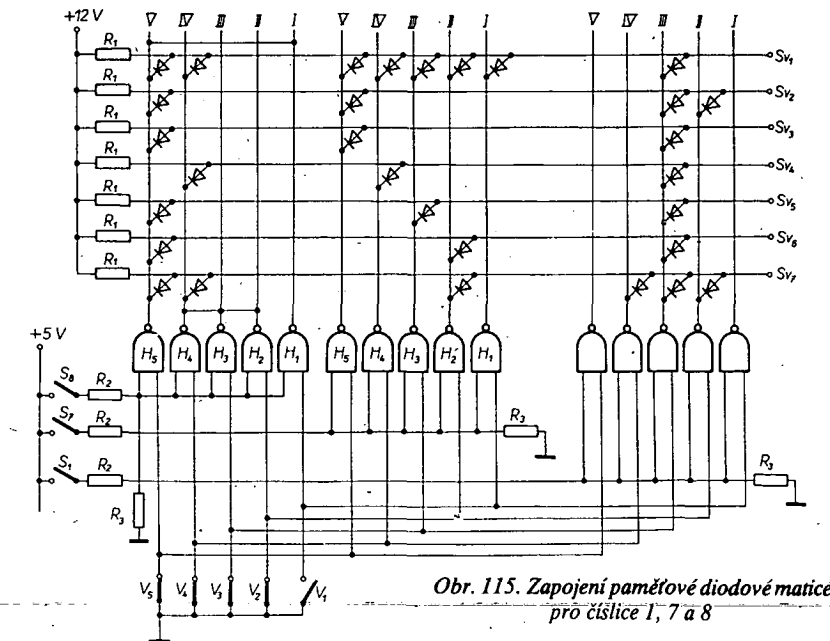 +12 V
V IV III II I V IV III II I V IV III II I
R1 Sv1
R1 Sv2
R1 Sv3
R1 Sv4
R1 Sv5
R1 Sv6
R1 Sv7
H5 H4 H3 H2 H1 H5 H4 H3 H2 H1
+5 V
S8 R2
S7 R2 R3
S1 R2 R3
R3
V5 V4 V3 V2 V1
Obr. 115. Zapojení paměťové diodové matice
pro číslice 1, 7 a 8